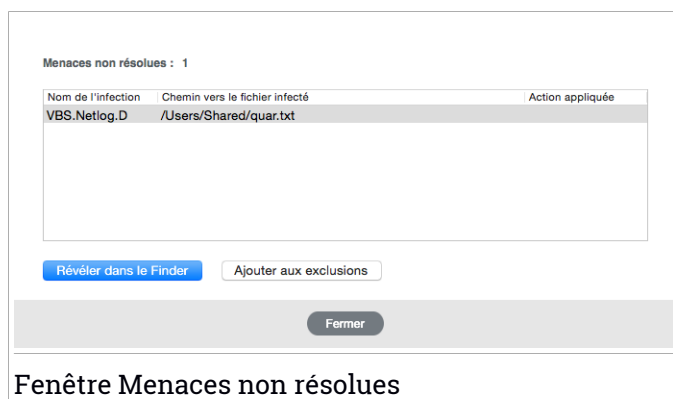 Menaces non résolues : 1
Nom de l'infection Chemin vers le fichier infecté Action appliquée
VBS.Netlog.D /Users/Shared/quar.txt
Révéler dans le Finder Ajouter aux exclusions
Fermer
Fenêtre Menaces non résolues